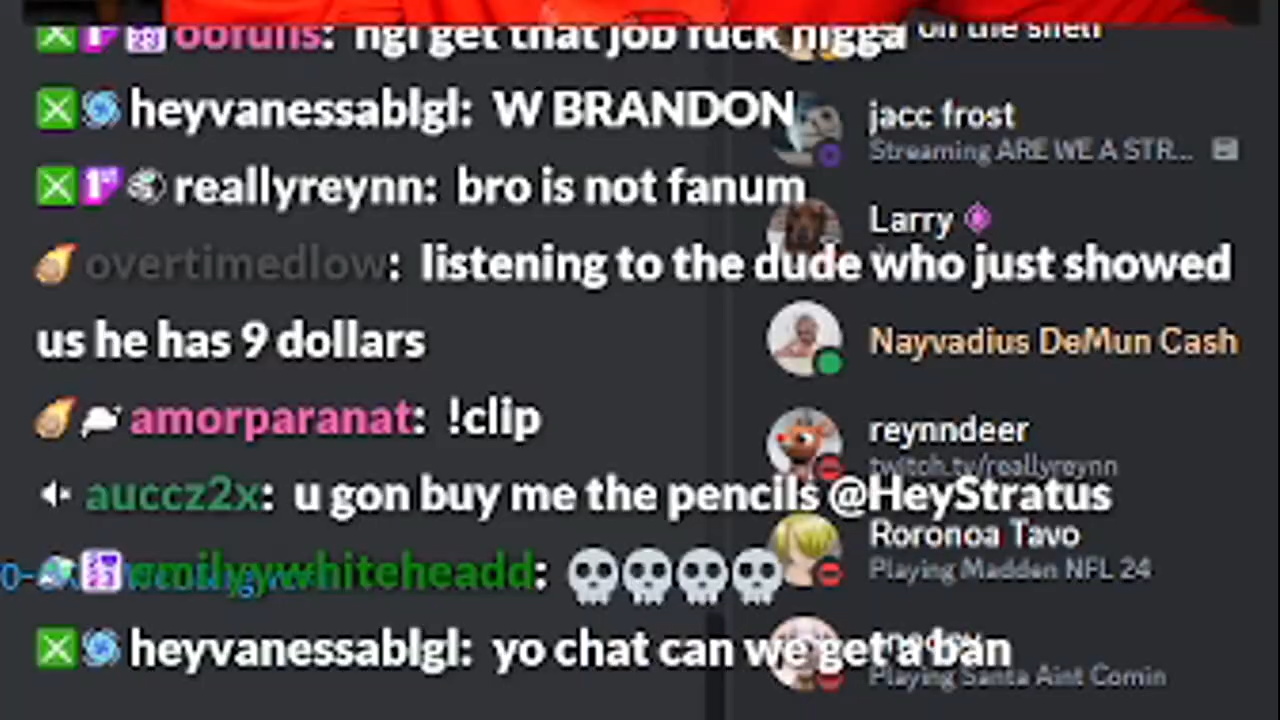 oofulls: ngl get that job fuck nigga
on the shelf
heyvanessablgl: W BRANDON
jacc frost
Streaming ARE WE A STR...
reallyreynn: bro is not fanum
Larry
overtimedlow: listening to the dude who just showed
us he has 9 dollars
Nayvadius DeMun Cash
amorparanat: !clip
reynndeer
twitch.tv/reallyreynn
auccz2x: u gon buy me the pencils @HeyStratus
Roronoa Tavo
Playing Madden NFL 24
emilyywhiteheadd: 💀💀💀💀
heyvanessablgl: yo chat can we get a ban
Playing Santa Aint Comin